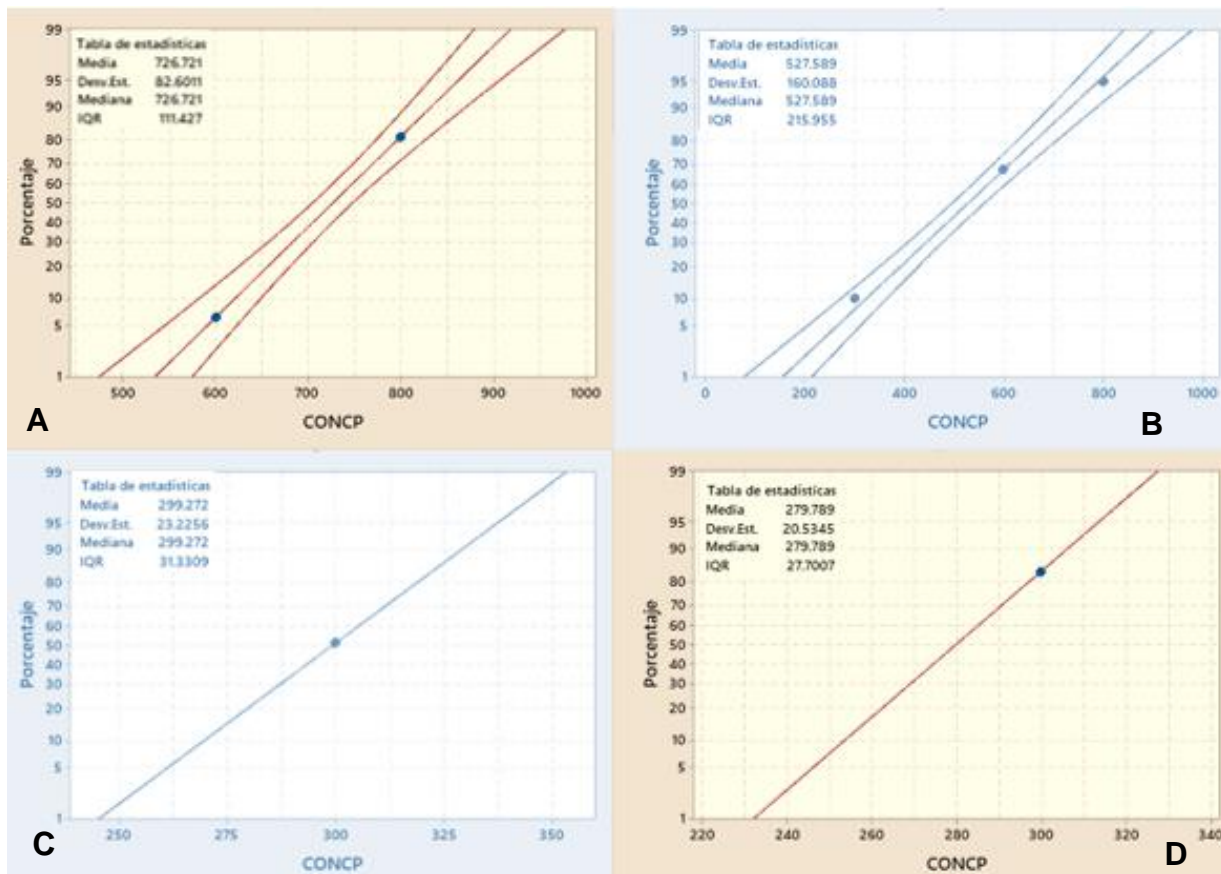 99
95
90
80
70
60
50
40
30
20
10
5
1
Porcentaje
Tabla de estadísticas
Media 726.721
Desv.Est. 82.6011
Mediana 726.721
IQR 111.427
500 600 700 800 900 1000
CONCP
A
99
95
90
80
70
60
50
40
30
20
10
5
1
Porcentaje
Tabla de estadísticas
Media 527.589
Desv.Est. 160.088
Mediana 527.589
IQR 215.955
0 200 400 600 800 1000
CONCP
B
99
95
90
80
70
60
50
40
30
20
10
5
1
Porcentaje
Tabla de estadísticas
Media 299.272
Desv.Est. 23.2256
Mediana 299.272
IQR 31.3309
250 275 300 325 350
CONCP
C
99
95
90
80
70
60
50
40
30
20
10
5
1
Porcentaje
Tabla de estadísticas
Media 279.789
Desv.Est. 20.5345
Mediana 279.789
IQR 27.7007
220 240 260 280 300 320 340
CONCP
D